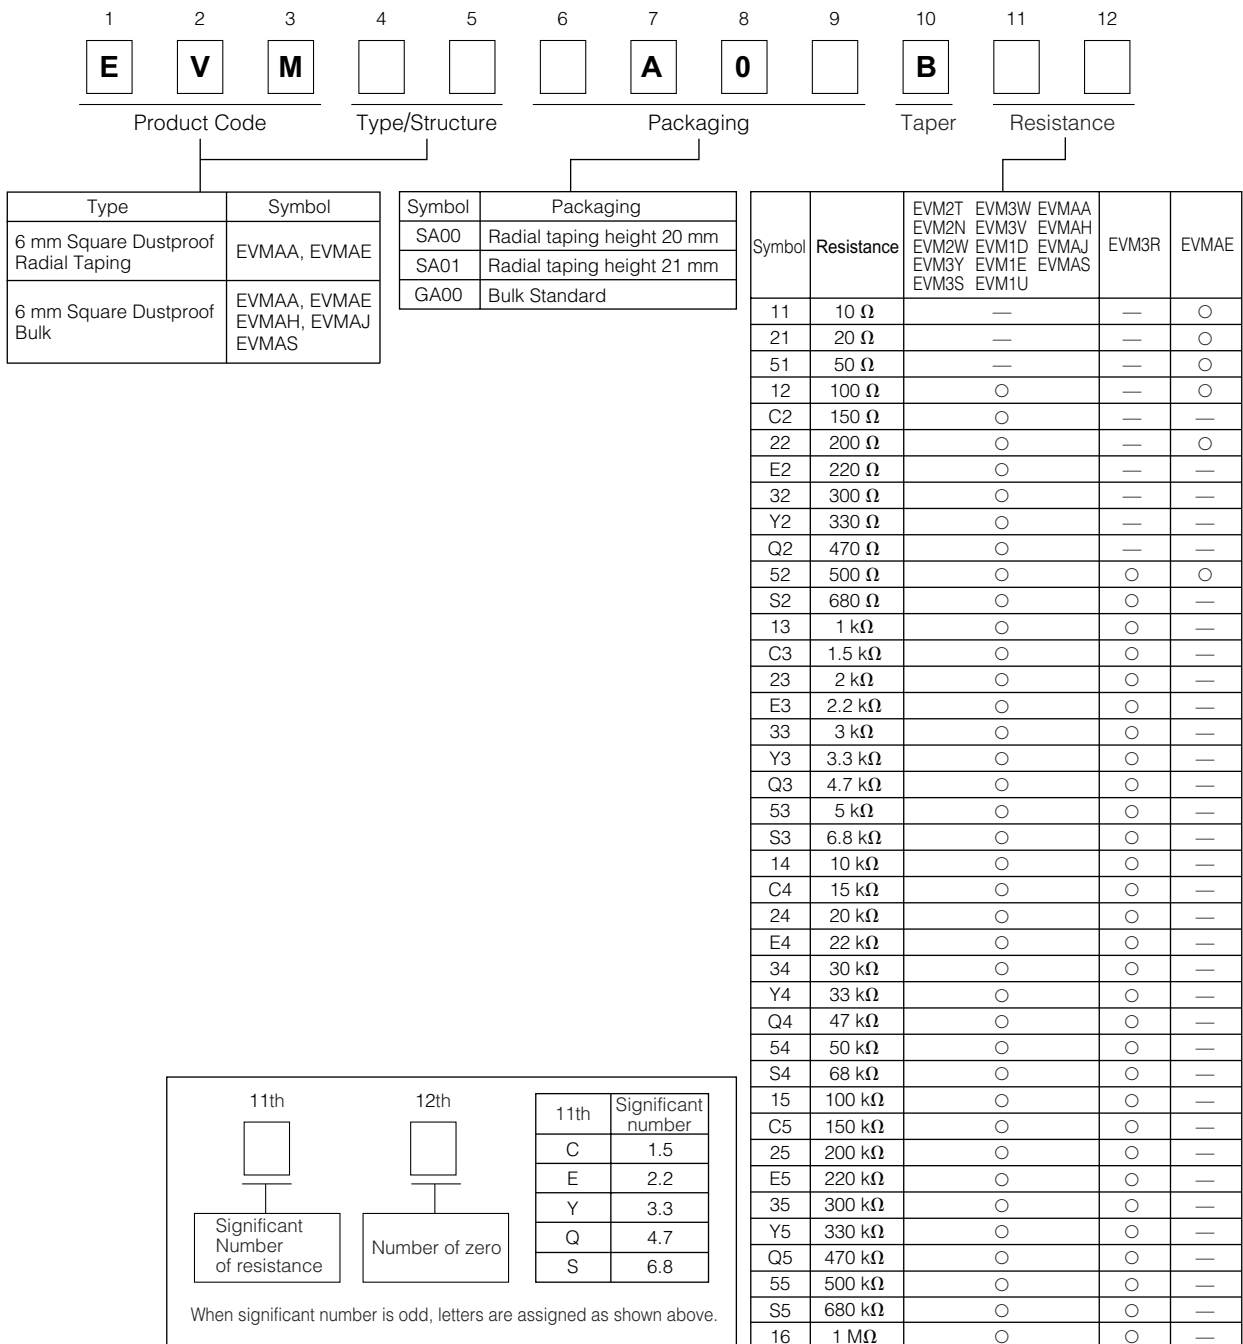 1 2 3 4 5 6 7 8 9 10 11 12
E V M A 0 B
Product Code Type/Structure Packaging Taper Resistance
Type Symbol
6 mm Square Dustproof
Radial Taping
EVMAA, EVMAE
6 mm Square Dustproof
Bulk
EVMAA, EVMAE
EVMAH, EVMAJ
EVMAS
Symbol Packaging
SA00 Radial taping height 20 mm
SA01 Radial taping height 21 mm
GA00 Bulk Standard
Symbol Resistance
EVM2T EVM3W EVMAA
EVM2N EVM3V EVMAH
EVM2W EVM1D EVMAJ
EVM3Y EVM1E EVMAS
EVM3S EVM1U
EVM3R EVMAE
11 10 Ω — — ○
21 20 Ω — — ○
51 50 Ω — — ○
12 100 Ω ○ — ○
C2 150 Ω ○ — —
22 200 Ω ○ — ○
E2 220 Ω ○ — —
32 300 Ω ○ — —
Y2 330 Ω ○ — —
Q2 470 Ω ○ — —
52 500 Ω ○ ○ ○
S2 680 Ω ○ ○ —
13 1 kΩ ○ ○ —
C3 1.5 kΩ ○ ○ —
23 2 kΩ ○ ○ —
E3 2.2 kΩ ○ ○ —
33 3 kΩ ○ ○ —
Y3 3.3 kΩ ○ ○ —
Q3 4.7 kΩ ○ ○ —
53 5 kΩ ○ ○ —
S3 6.8 kΩ ○ ○ —
14 10 kΩ ○ ○ —
C4 15 kΩ ○ ○ —
24 20 kΩ ○ ○ —
E4 22 kΩ ○ ○ —
34 30 kΩ ○ ○ —
Y4 33 kΩ ○ ○ —
Q4 47 kΩ ○ ○ —
54 50 kΩ ○ ○ —
S4 68 kΩ ○ ○ —
15 100 kΩ ○ ○ —
C5 150 kΩ ○ ○ —
25 200 kΩ ○ ○ —
E5 220 kΩ ○ ○ —
35 300 kΩ ○ ○ —
Y5 330 kΩ ○ ○ —
Q5 470 kΩ ○ ○ —
55 500 kΩ ○ ○ —
S5 680 kΩ ○ ○ —
16 1 MΩ ○ ○ —
11th 12th
Significant
Number
of resistance
Number of zero
11th Significant
number
C 1.5
E 2.2
Y 3.3
Q 4.7
S 6.8
When significant number is odd, letters are assigned as shown above.